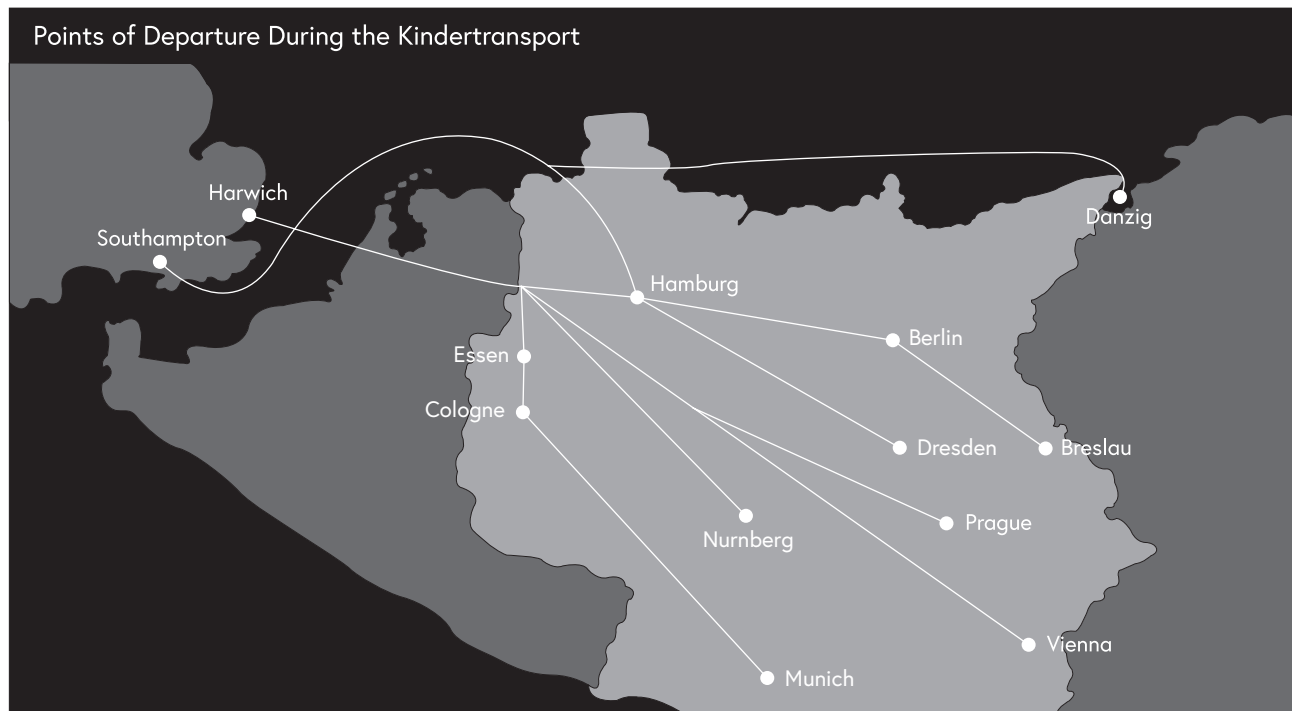 Points of Departure During the Kindertransport
Harwich
Southampton
Danzig
Hamburg
Berlin
Essen
Cologne
Dresden
Breslau
Prague
Nurnberg
Vienna
Munich